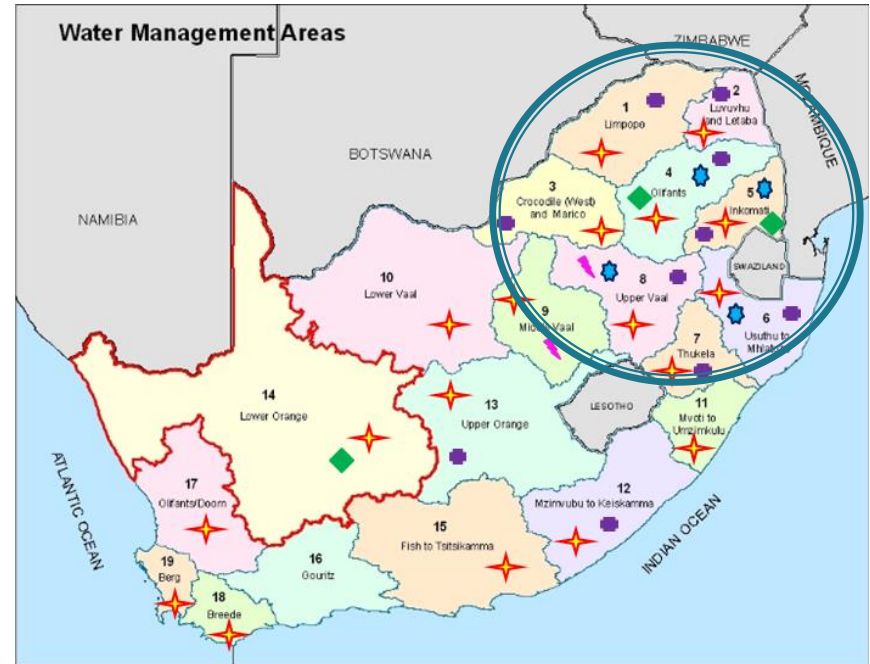 Water Management Areas
ZIMBABWE
MOZAMBIQUE
BOTSWANA
NAMIBIA
1
Limpopo
2
Luvuvhu
and Letaba
3
Crocodile (West)
and Marico
4
Olifants
5
Inkomati
SWAZILAND
10
Lower Vaal
9
Middle Vaal
8
Upper Vaal
6
Usuthu to
Mhlatuze
7
Thukela
14
Lower Orange
13
Upper Orange
LESOTHO
11
Mvoti to
Umzimkulu
17
Olifants/Doorn
12
Mzimvubu to Keiskamma
15
Fish to Tsitsikamma
16
Gouritz
19
Berg
18
Breede
ATLANTIC OCEAN
INDIAN OCEAN